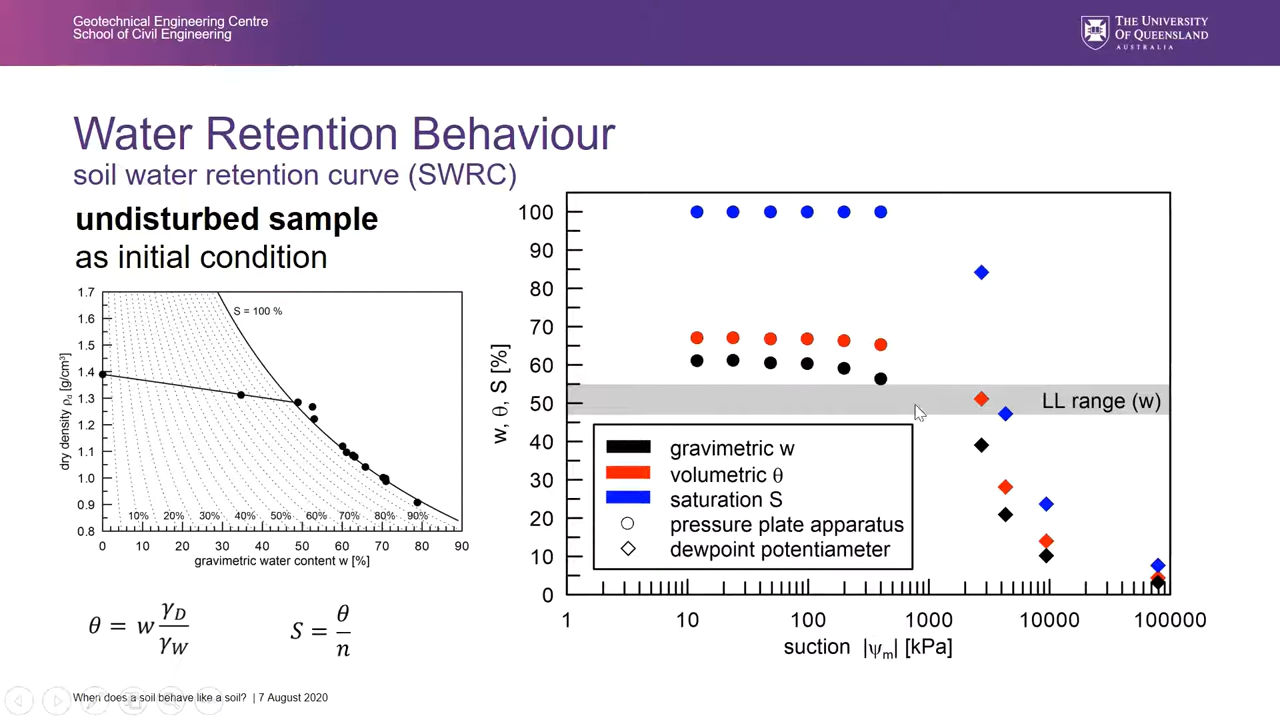 Geotechnical Engineering Centre
School of Civil Engineering
THE UNIVERSITY
OF QUEENSLAND
AUSTRALIA
Water Retention Behaviour
soil water retention curve (SWRC)
undisturbed sample
as initial condition
1.7
1.6
1.5
1.4
1.3
1.2
1.1
1.0
0.9
0.8
dry density ρd [g/cm³]
S = 100 %
10% 20% 30% 40% 50% 60% 70% 80% 90%
0 10 20 30 40 50 60 70 80 90
gravimetric water content w [%]
θ = w γD/γW
S = θ/n
100
90
80
70
60
50
40
30
20
10
0
w, θ, S [%]
LL range (w)
gravimetric w
volumetric θ
saturation S
pressure plate apparatus
dewpoint potentiameter
1 10 100 1000 10000 100000
suction |ψm| [kPa]
When does a soil behave like a soil? | 7 August 2020